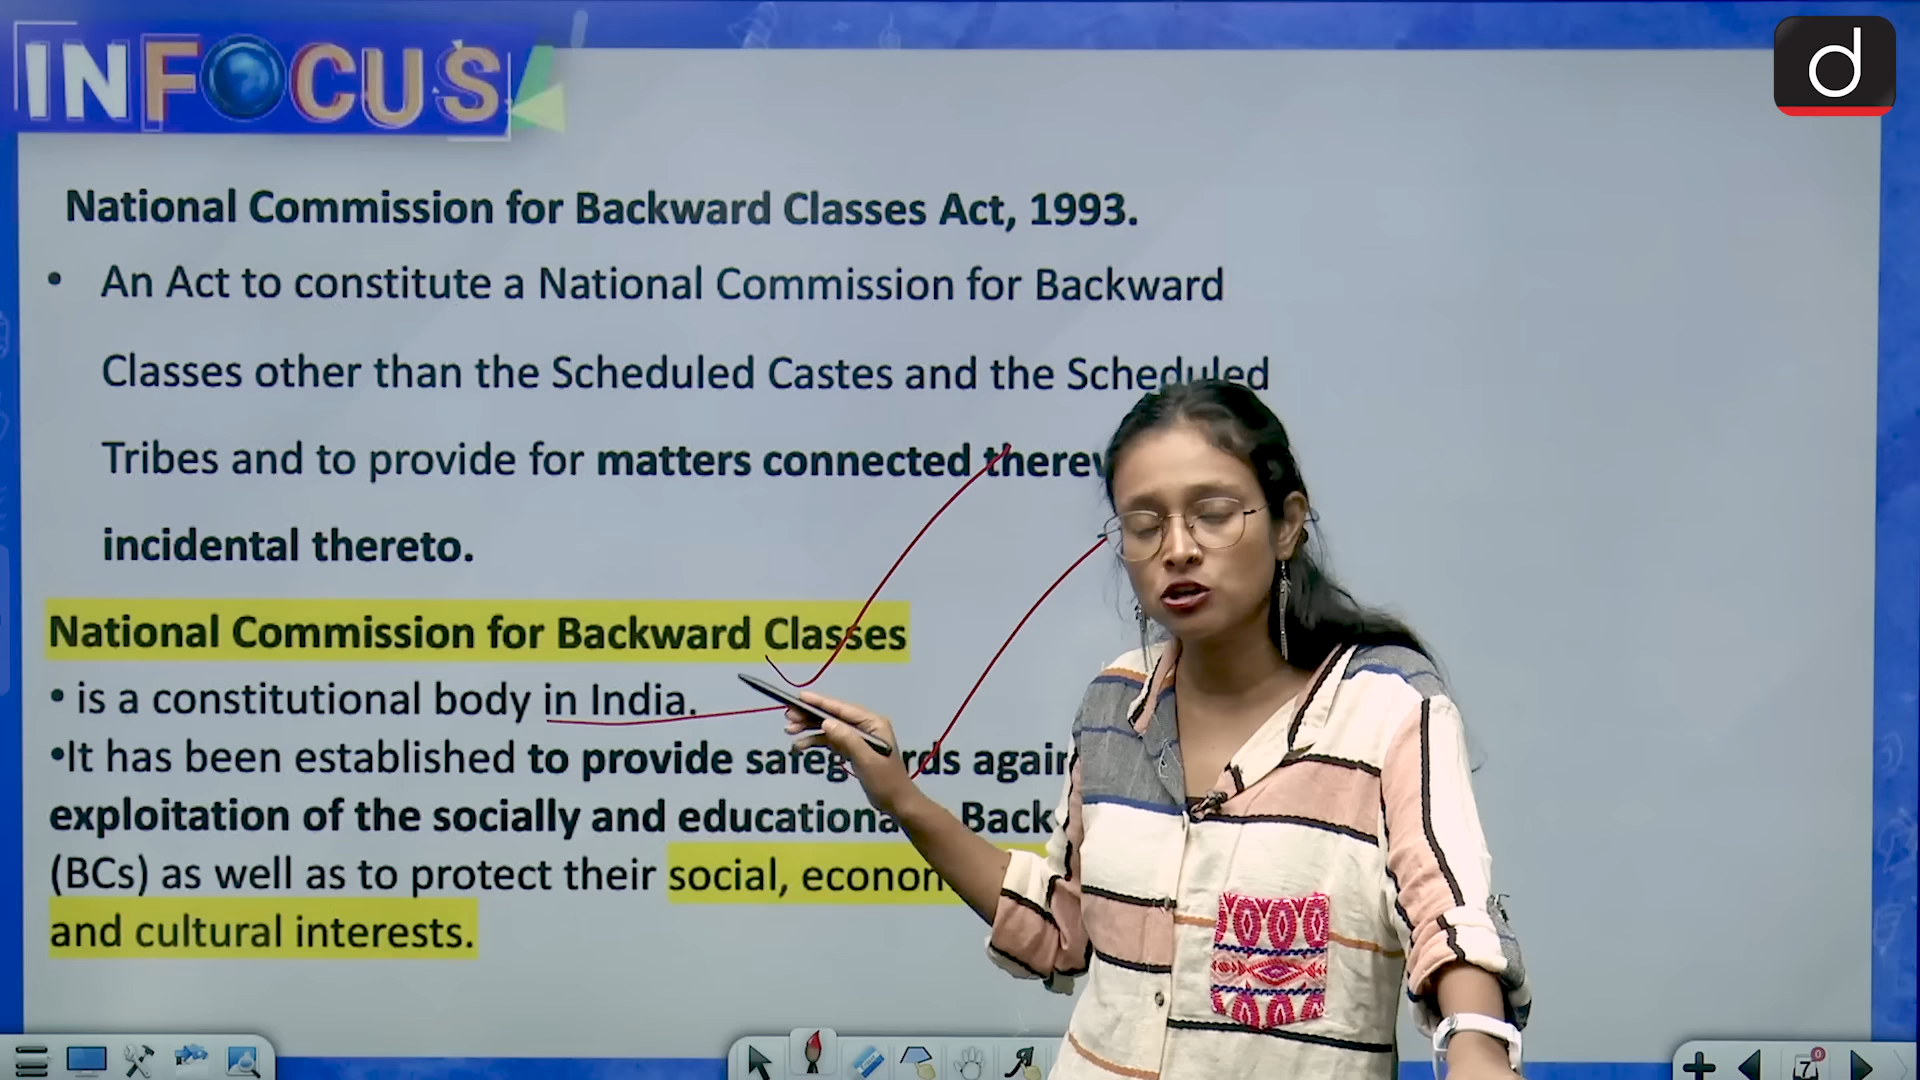 INFOCUS
d
National Commission for Backward Classes Act, 1993.
• An Act to constitute a National Commission for Backward
Classes other than the Scheduled Castes and the Scheduled
Tribes and to provide for matters connected
incidental thereto.
National Commission for Backward Classes
• is a constitutional body in India.
•It has been established to provide safeguards
exploitation of the socially and
(BCs) as well as to protect their social,
and cultural interests.
7
0